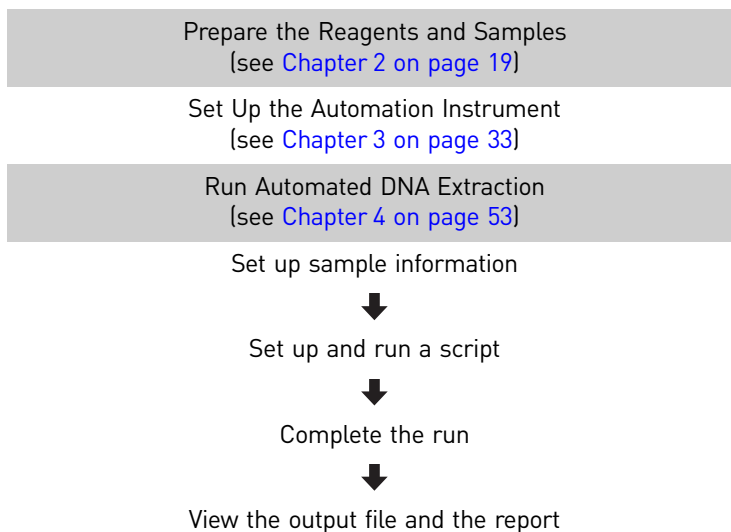 Prepare the Reagents and Samples
(see Chapter 2 on page 19)
Set Up the Automation Instrument
(see Chapter 3 on page 33)
Run Automated DNA Extraction
(see Chapter 4 on page 53)
Set up sample information
Set up and run a script
Complete the run
View the output file and the report